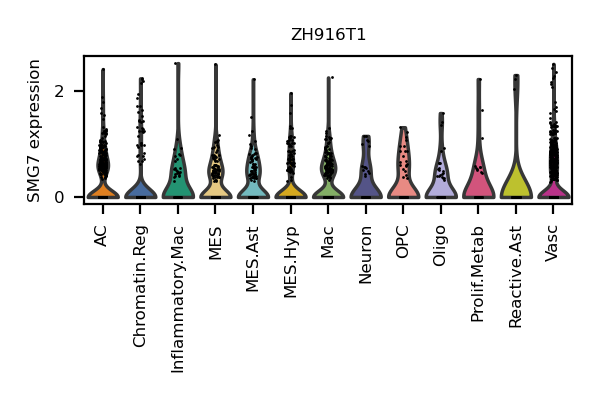 ZH916T1
SMG7 expression
2
0
AC
Chromatin.Reg
Inflammatory.Mac
MES
MES.Ast
MES.Hyp
Mac
Neuron
OPC
Oligo
Prolif.Metab
Reactive.Ast
Vasc